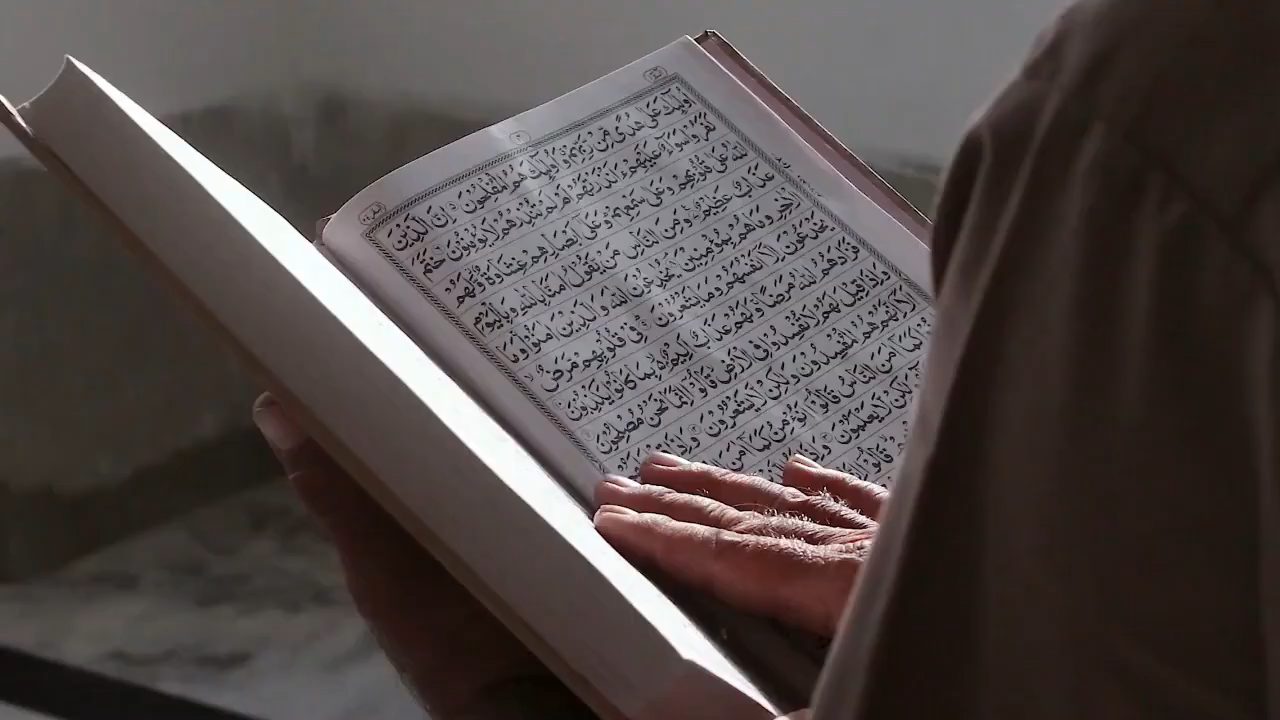 أُولَٰئِكَ عَلَىٰ هُدًى مِّنْ رَّبِّهِمْ وَأُولَٰئِكَ هُمُ الْمُفْلِحُونَ إِنَّ الَّذِينَ
كَفَرُوا سَوَاءٌ عَلَيْهِمْ ءَأَنْذَرْتَهُمْ أَمْ لَمْ تُنْذِرْهُمْ لَا يُؤْمِنُونَ خَتَمَ
اللَّهُ عَلَىٰ قُلُوبِهِمْ وَعَلَىٰ سَمْعِهِمْ وَعَلَىٰ أَبْصَارِهِمْ غِشَاوَةٌ وَّلَهُمْ
عَذَابٌ عَظِيمٌ وَمِنَ النَّاسِ مَنْ يَّقُولُ آمَنَّا بِاللَّهِ وَبِالْيَوْمِ
الْآخِرِ وَمَا هُمْ بِمُؤْمِنِينَ يُخَادِعُونَ اللَّهَ وَالَّذِينَ آمَنُوا وَمَا
يَخْدَعُونَ إِلَّا أَنْفُسَهُمْ وَمَا يَشْعُرُونَ فِي قُلُوبِهِمْ مَرَضٌ
فَزَادَهُمُ اللَّهُ مَرَضًا وَلَهُمْ عَذَابٌ أَلِيمٌ بِمَا كَانُوا يَكْذِبُونَ
وَإِذَا قِيلَ لَهُمْ لَا تُفْسِدُوا فِي الْأَرْضِ قَالُوا إِنَّمَا نَحْنُ مُصْلِحُونَ
أَلَا إِنَّهُمْ هُمُ الْمُفْسِدُونَ وَلَٰكِنْ لَّا يَشْعُرُونَ وَإِذَا
كَمَا آمَنَ النَّاسُ قَالُوا أَنُؤْمِنُ كَمَا آمَنَ
وَلَٰكِنْ لَّا يَعْلَمُونَ وَإِذَا
قَالُوا